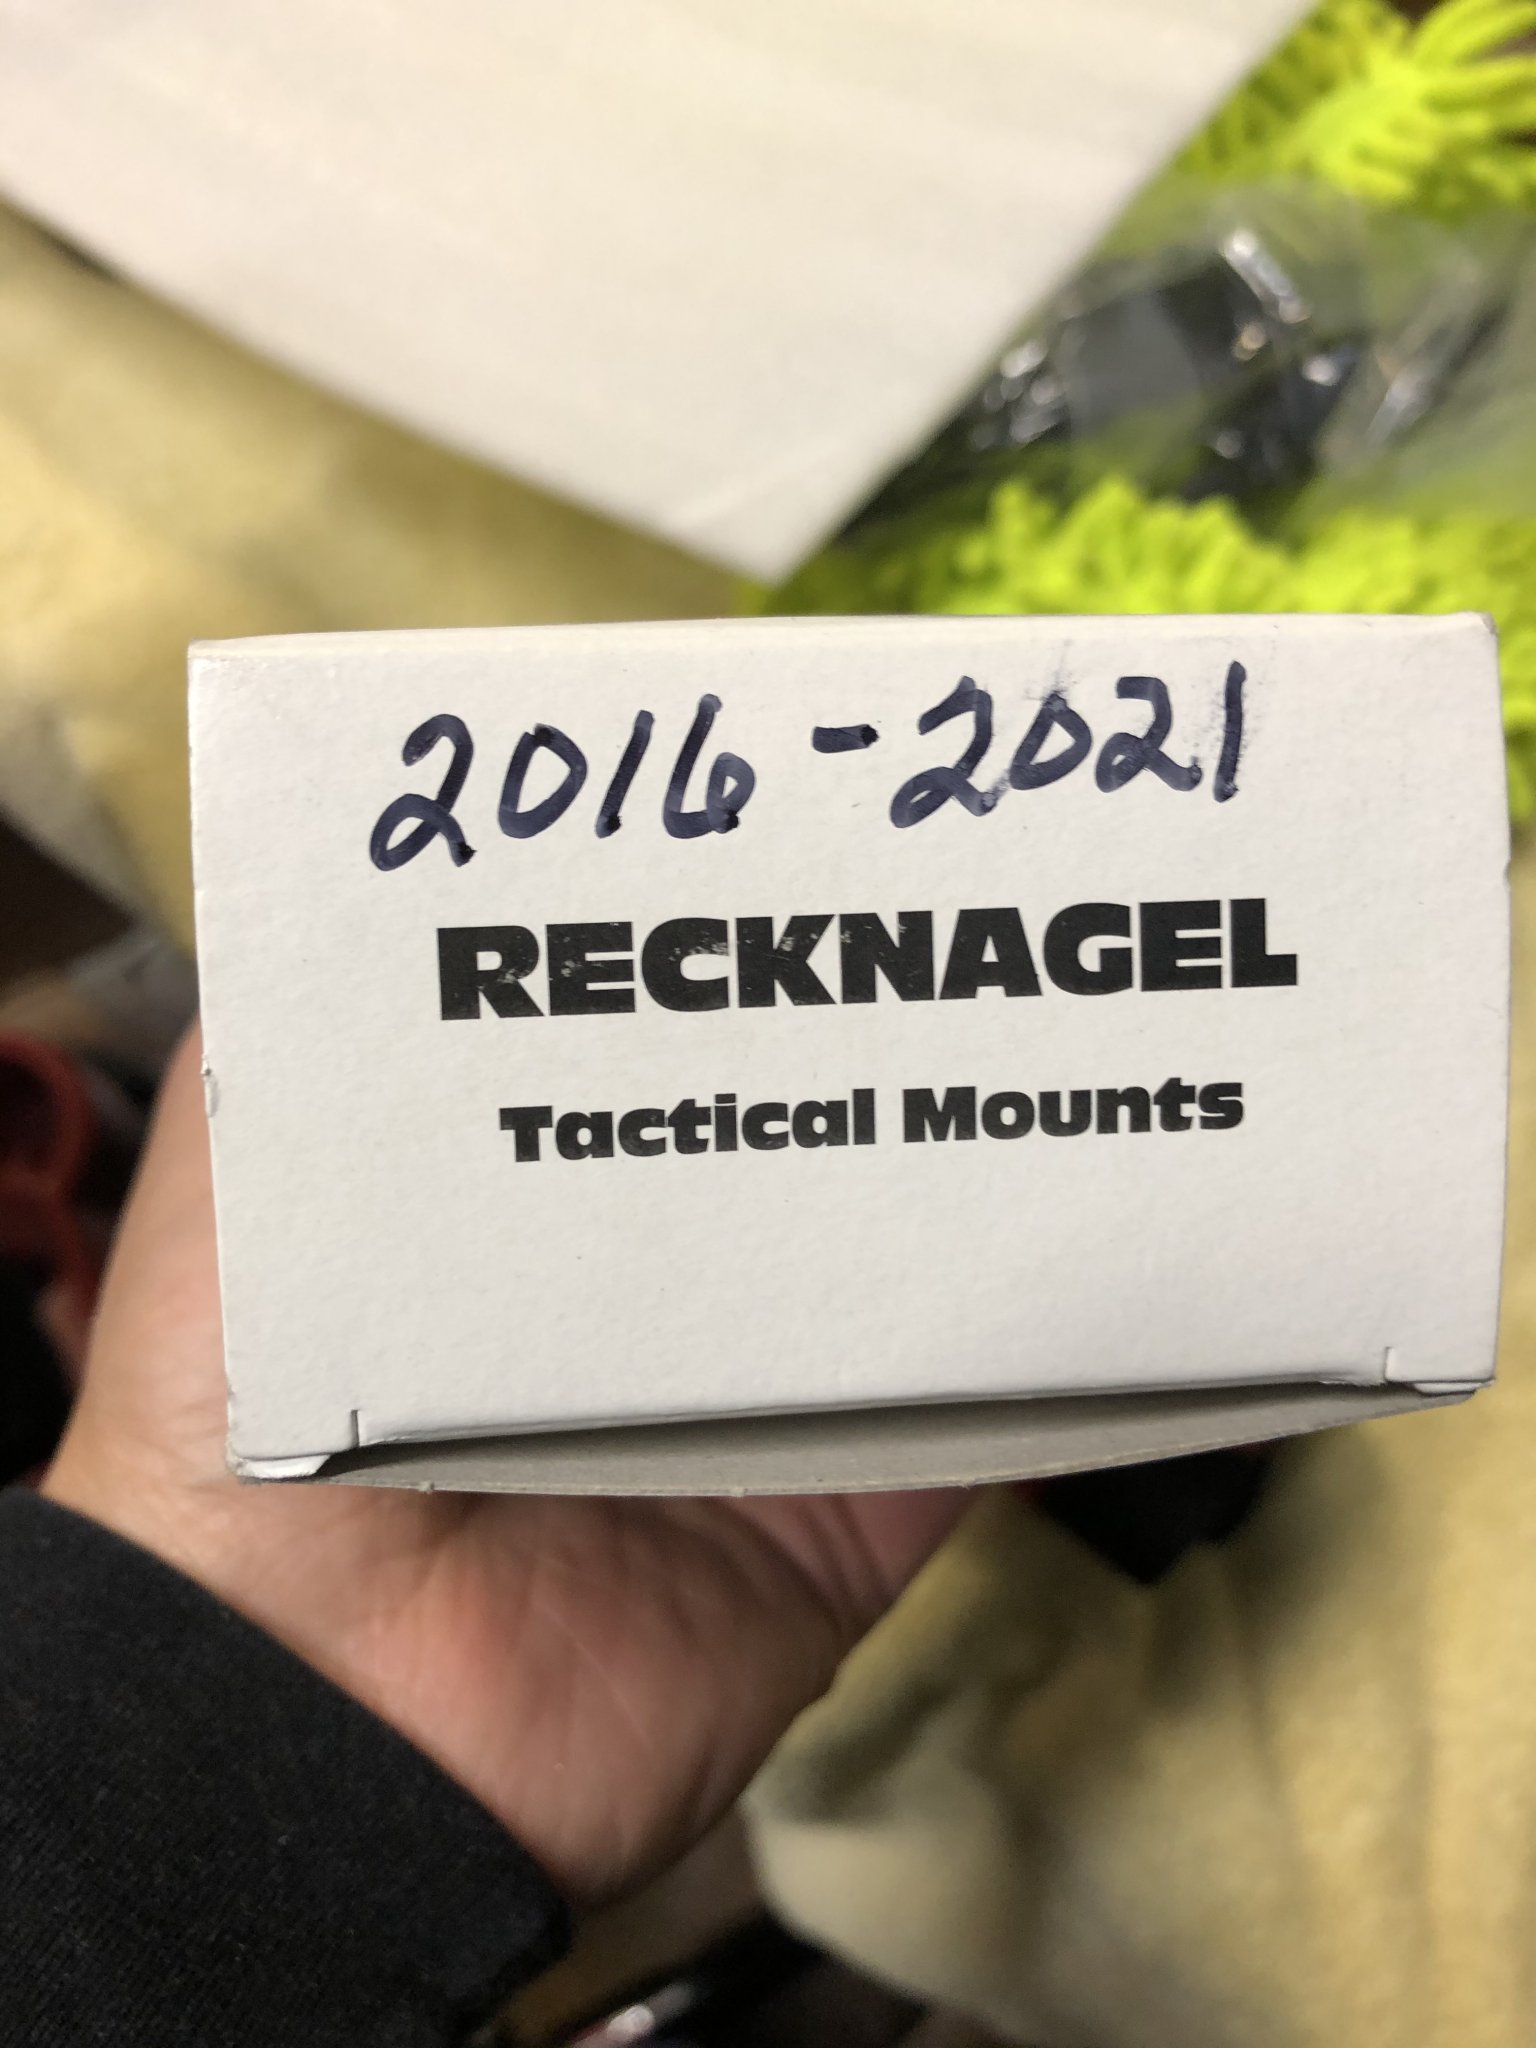 2016-2021
RECKNAGEL
Tactical Mounts